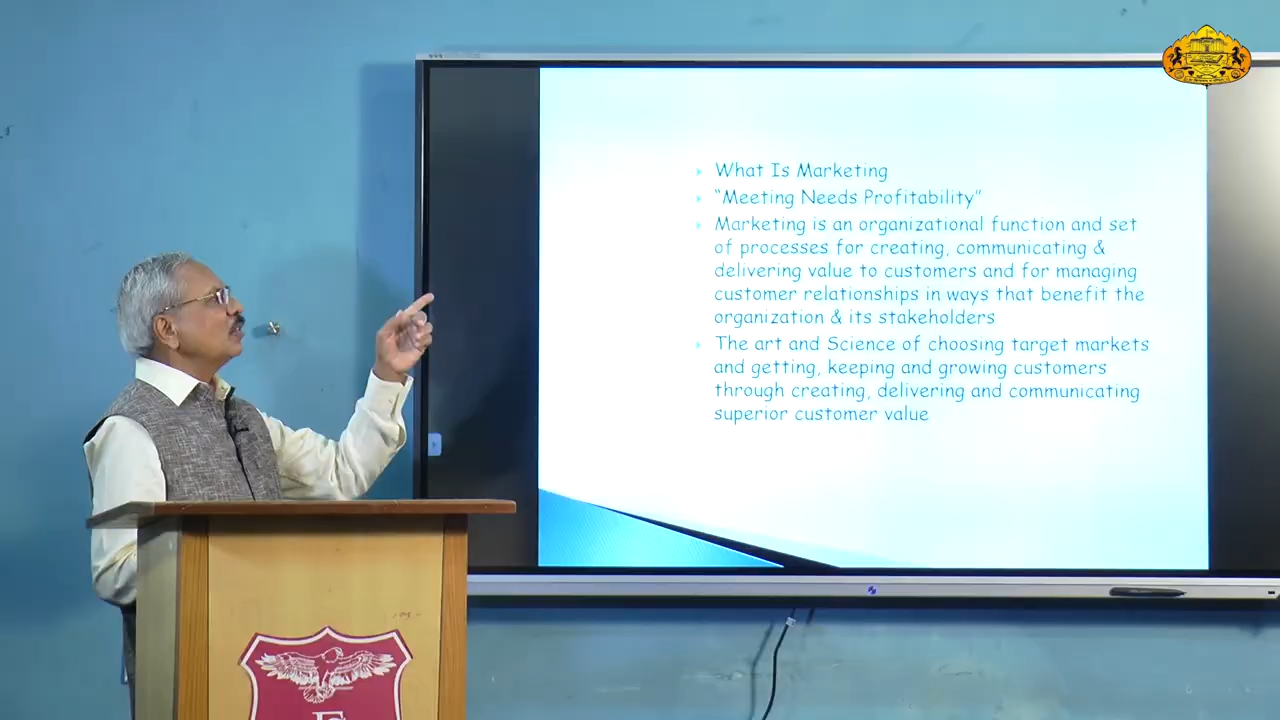 What Is Marketing
“Meeting Needs Profitability”
Marketing is an organizational function and set
of processes for creating, communicating &
delivering value to customers and for managing
customer relationships in ways that benefit the
organization & its stakeholders
The art and Science of choosing target markets
and getting, keeping and growing customers
through creating, delivering and communicating
superior customer value